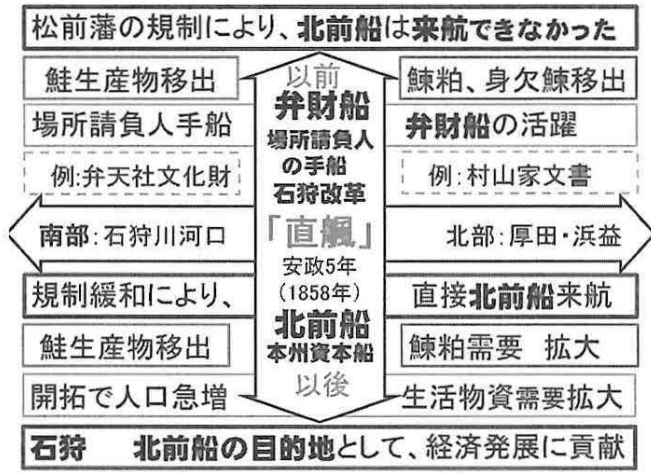 松前藩の規制により、北前船は来航できなかった
鮭生産物移出
以前
鰊粕、身欠鰊移出
場所請負人手船
弁財船
弁財船の活躍
場所請負人
の手船
例:弁天社文化財
石狩改革
例:村山家文書
南部:石狩川河口
「直颿」
北部:厚田・浜益
安政5年
(1858年)
規制緩和により、
直接北前船来航
北前船
鮭生産物移出
本州資本船
鰊粕需要 拡大
以後
開拓で人口急増
生活物資需要拡大
石狩 北前船の目的地として、経済発展に貢献